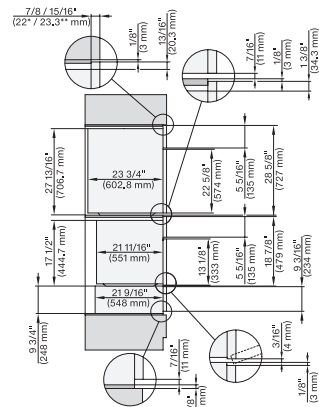 7/8 / 15/16"
(22* / 23.3** mm)
1/8"
(3 mm)
13/16"
(20.3 mm)
7/16"
(11 mm)
1/8"
(3 mm)
1 3/8"
(34.3 mm)
27 13/16"
(706.7 mm)
23 3/4"
(602.8 mm)
22 5/8"
(574 mm)
5 5/16"
(135 mm)
28 5/8"
(727 mm)
17 1/2"
(444.7 mm)
21 11/16"
(551 mm)
13 1/8"
(333 mm)
5 5/16"
(135 mm)
18 7/8"
(479 mm)
9 3/16"
(234 mm)
21 9/16"
(548 mm)
9 3/4"
(248 mm)
7/16"
(11 mm)
1/8"
3/16"
(4 mm)
1/8"
(3 mm)